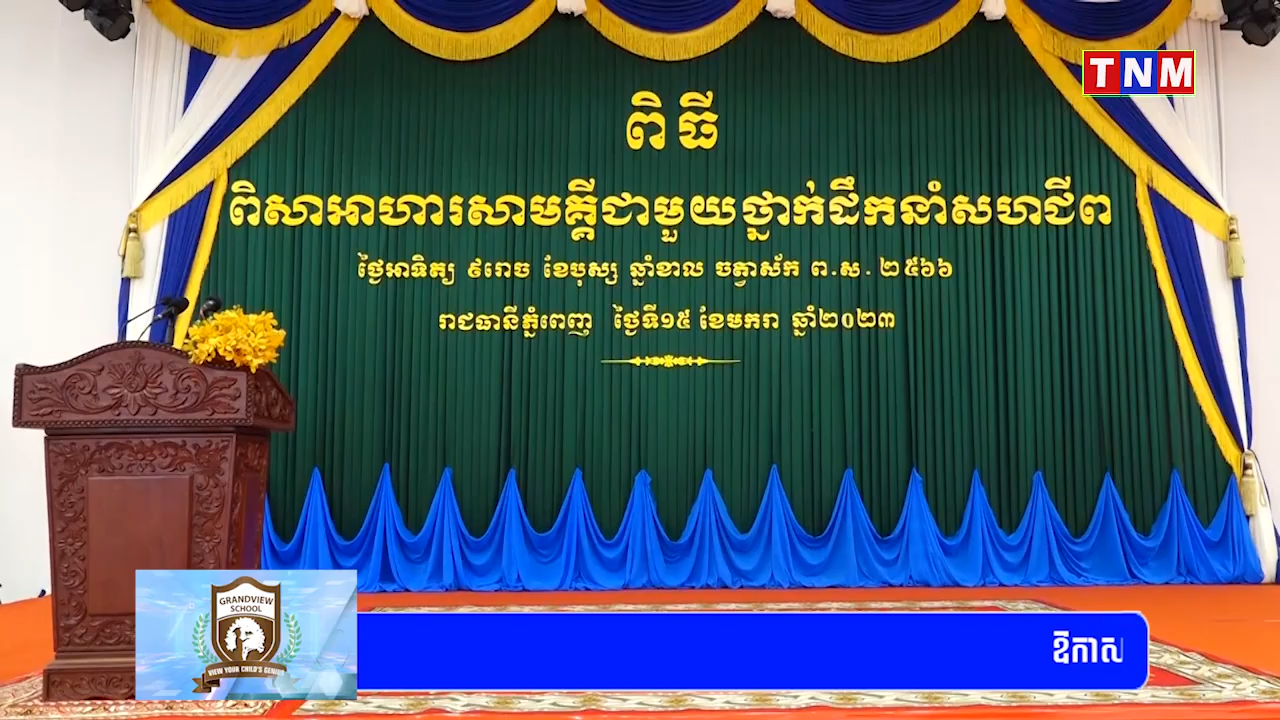 TNM
ពិធី
ពិសាអាហារសាមគ្គីជាមួយថ្នាក់ដឹកនាំសហជីព
ថ្ងៃអាទិត្យ ៩រោច ខែបុស្ស ឆ្នាំខាល ចត្វាស័ក ព.ស. ២៥៦៦
រាជធានីភ្នំពេញ ថ្ងៃទី១៥ ខែមករា ឆ្នាំ២០២៣
GRANDVIEW
SCHOOL
VIEW YOUR CHILD'S GENIUS
ឱកាស